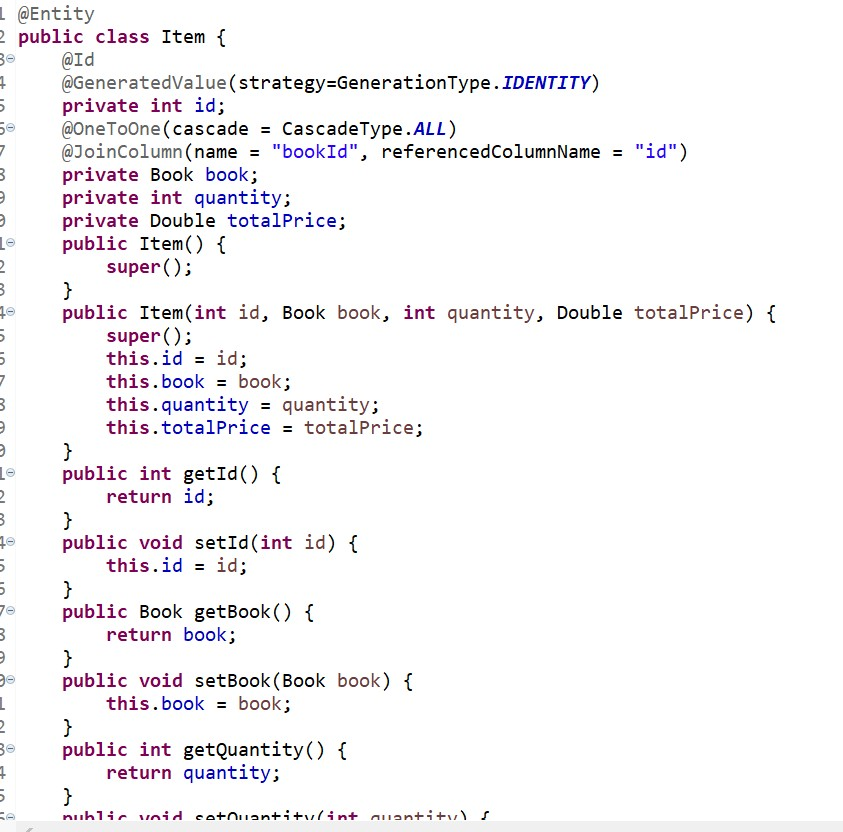 @Entity
public class Item {
@Id
@GeneratedValue(strategy=GenerationType.IDENTITY)
private int id;
@OneToOne(cascade = CascadeType.ALL)
@JoinColumn(name = "bookId", referencedColumnName = "id")
private Book book;
private int quantity;
private Double totalPrice;
public Item() {
super();
}
public Item(int id, Book book, int quantity, Double totalPrice) {
super();
this.id = id;
this.book = book;
this.quantity = quantity;
this.totalPrice = totalPrice;
}
public int getId() {
return id;
}
public void setId(int id) {
this.id = id;
}
public Book getBook() {
return book;
}
public void setBook(Book book) {
this.book = book;
}
public int getQuantity() {
return quantity;
}
public void setQuantity(int quantity) {